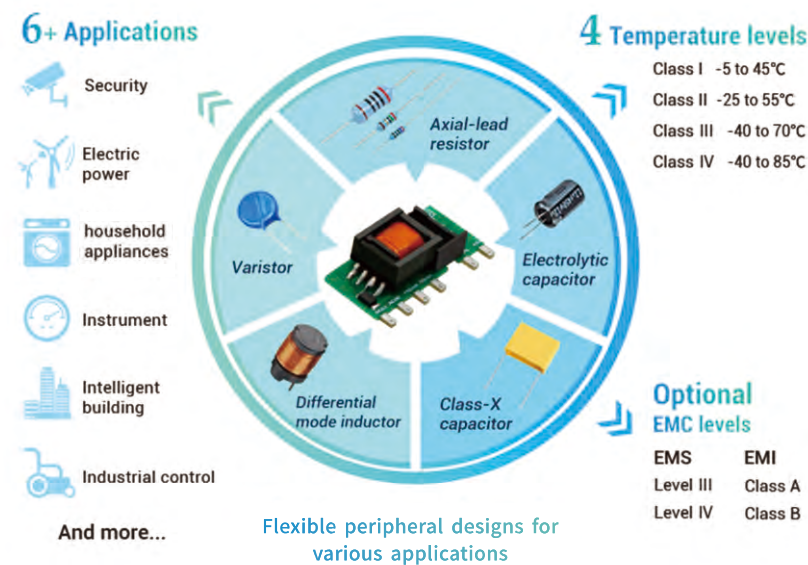 6+ Applications
Security
Electric
power
household
appliances
Instrument
Intelligent
building
Industrial control
And more...
Axial-lead
resistor
Varistor
Electrolytic
capacitor
Differential
mode inductor
Class-X
capacitor
Flexible peripheral designs for
various applications
4 Temperature levels
Class I -5 to 45℃
Class II -25 to 55℃
Class III -40 to 70℃
Class IV -40 to 85℃
Optional
EMC levels
EMS EMI
Level III Class A
Level IV Class B